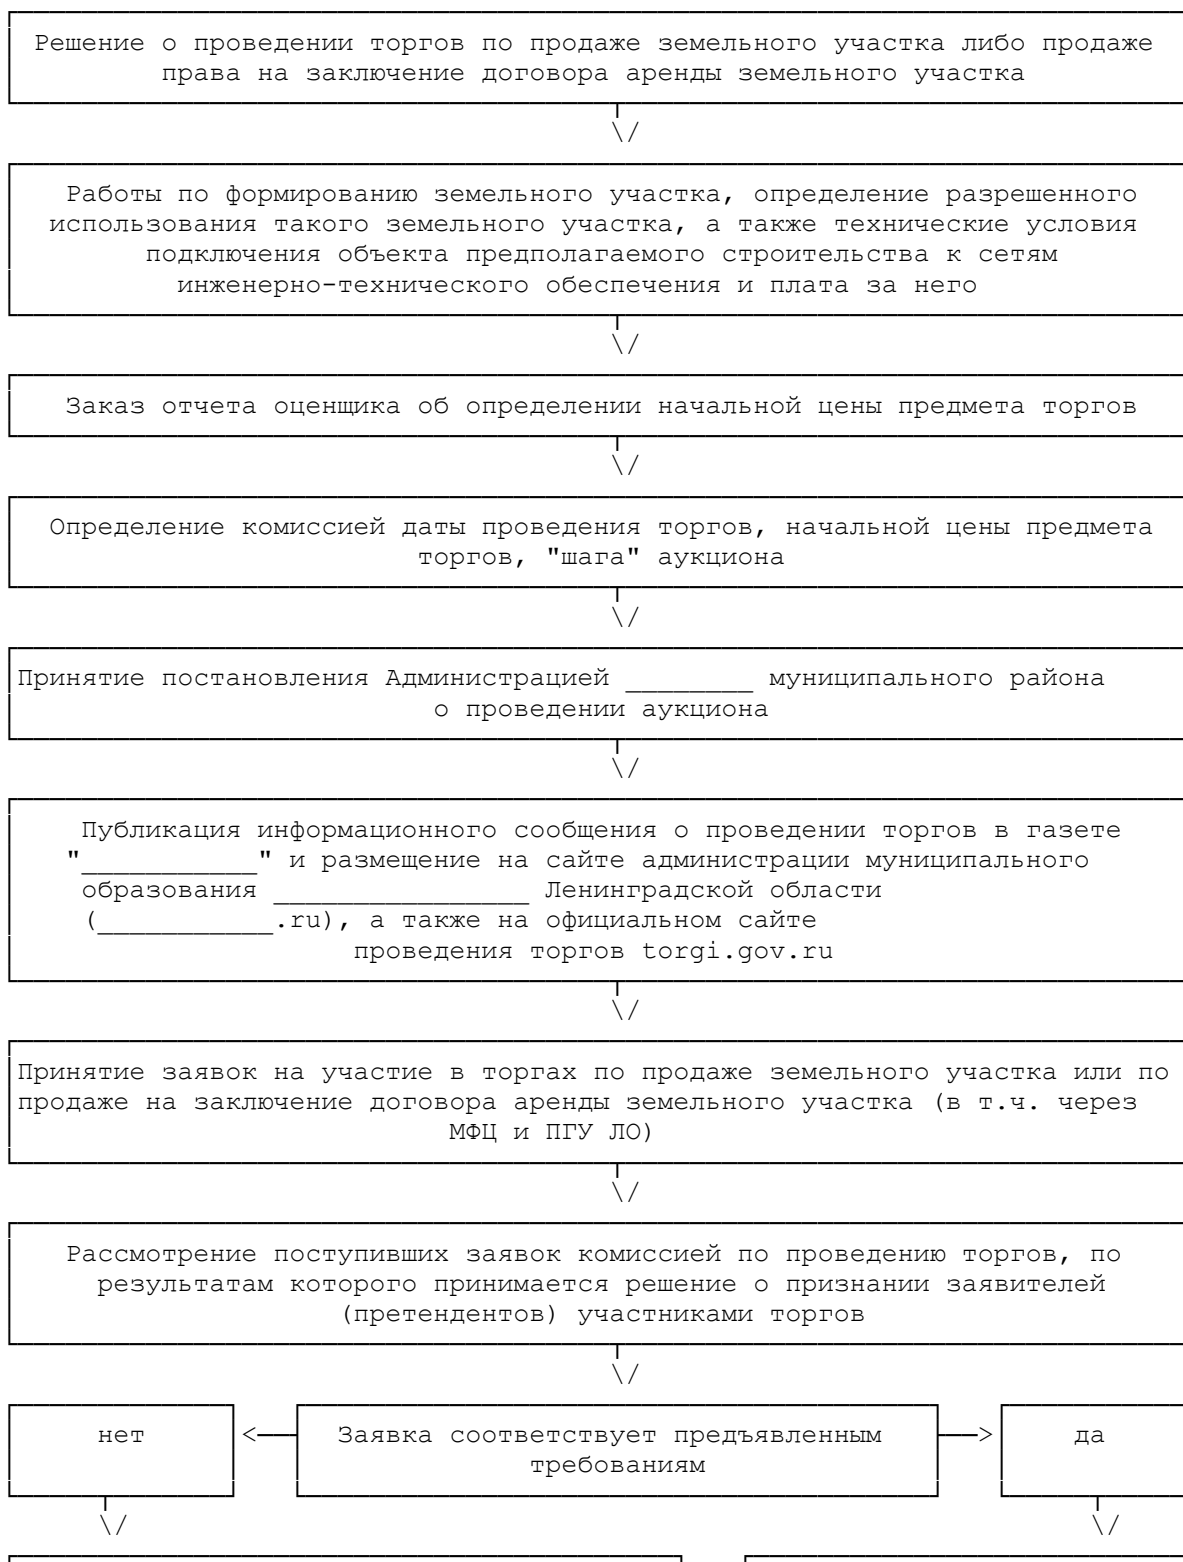 Решение о проведении торгов по продаже земельного участка либо продаже
права на заключение договора аренды земельного участка
Работы по формированию земельного участка, определение разрешенного
использования такого земельного участка, а также технические условия
подключения объекта предполагаемого строительства к сетям
инженерно-технического обеспечения и плата за него
Заказ отчета оценщика об определении начальной цены предмета торгов
Определение комиссией даты проведения торгов, начальной цены предмета
торгов, "шага" аукциона
Принятие постановления Администрацией ________ муниципального района
о проведении аукциона
Публикация информационного сообщения о проведении торгов в газете
"___________" и размещение на сайте администрации муниципального
образования ________________ Ленинградской области
(___________.ru), а также на официальном сайте
проведения торгов torgi.gov.ru
Принятие заявок на участие в торгах по продаже земельного участка или по
продаже на заключение договора аренды земельного участка (в т.ч. через
МФЦ и ПГУ ЛО)
Рассмотрение поступивших заявок комиссией по проведению торгов, по
результатам которого принимается решение о признании заявителей
(претендентов) участниками торгов
нет
Заявка соответствует предъявленным
требованиям
да